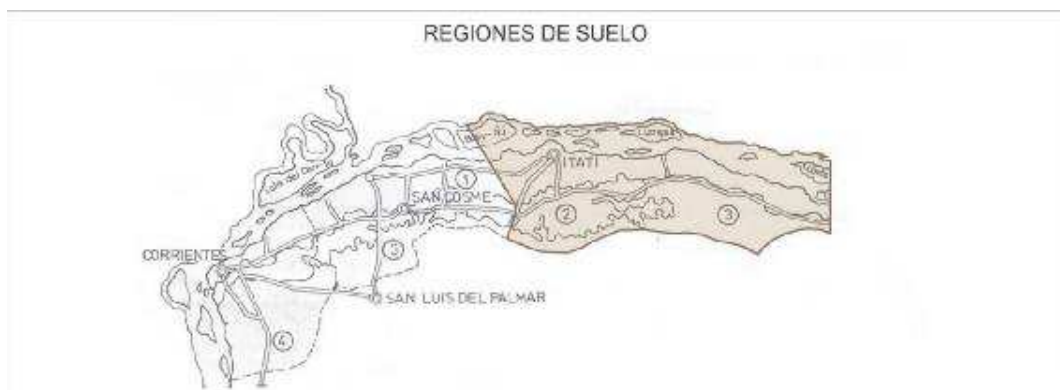 REGIONES DE SUELO
ITATI
①
SAN COSME
②
③
③
CORRIENTES
SAN LUIS DEL PALMAR
④